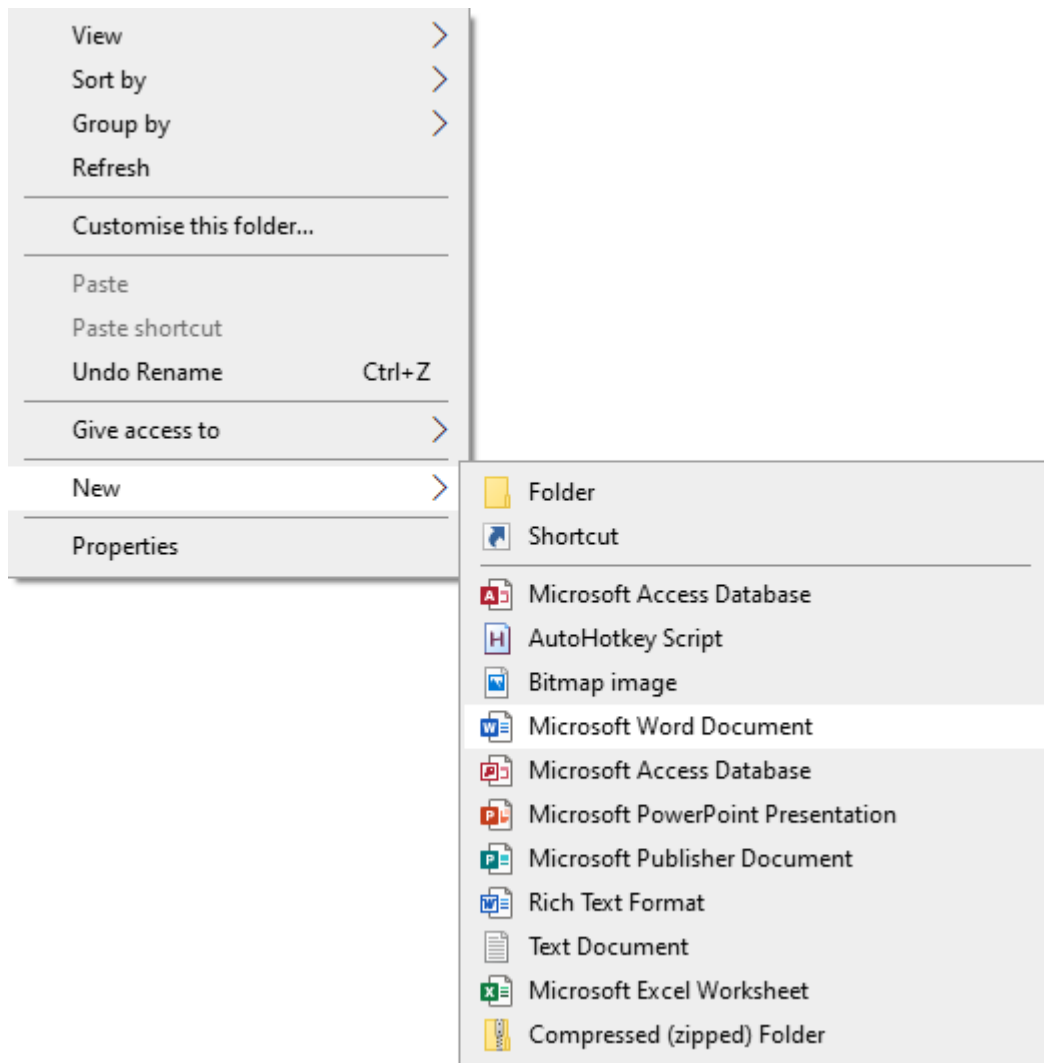 View
Sort by
Group by
Refresh
Customise this folder...
Paste
Paste shortcut
Undo Rename Ctrl+Z
Give access to
New
Properties
Folder
Shortcut
Microsoft Access Database
AutoHotkey Script
Bitmap image
Microsoft Word Document
Microsoft Access Database
Microsoft PowerPoint Presentation
Microsoft Publisher Document
Rich Text Format
Text Document
Microsoft Excel Worksheet
Compressed (zipped) Folder